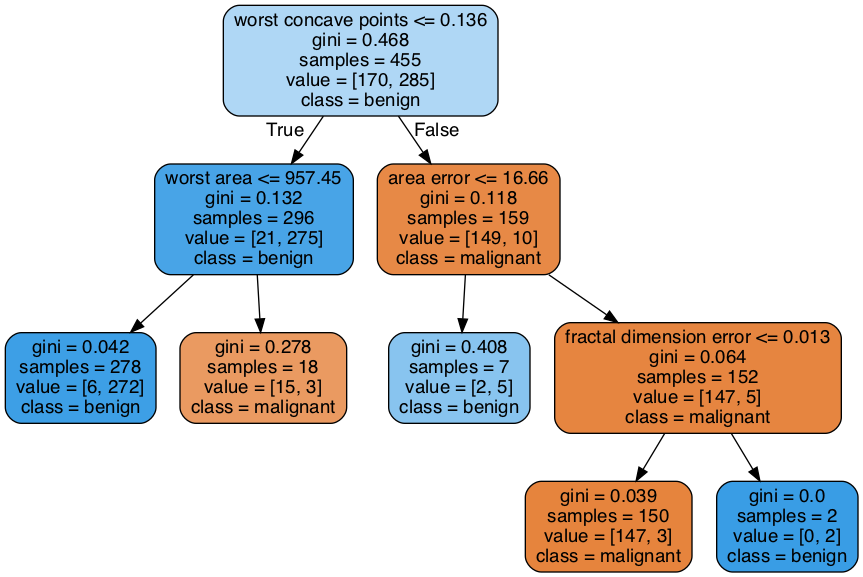 worst concave points <= 0.136
gini = 0.468
samples = 455
value = [170, 285]
class = benign
True
False
worst area <= 957.45
gini = 0.132
samples = 296
value = [21, 275]
class = benign
area error <= 16.66
gini = 0.118
samples = 159
value = [149, 10]
class = malignant
gini = 0.042
samples = 278
value = [6, 272]
class = benign
gini = 0.278
samples = 18
value = [15, 3]
class = malignant
gini = 0.408
samples = 7
value = [2, 5]
class = benign
fractal dimension error <= 0.013
gini = 0.064
samples = 152
value = [147, 5]
class = malignant
gini = 0.039
samples = 150
value = [147, 3]
class = malignant
gini = 0.0
samples = 2
value = [0, 2]
class = benign